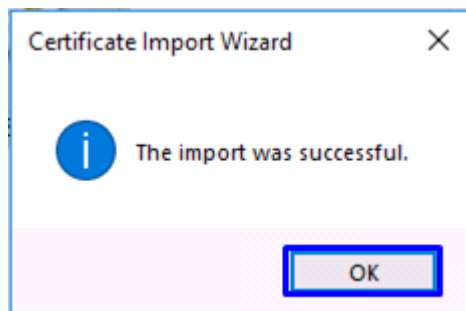 Certificate Import Wizard
The import was successful.
OK